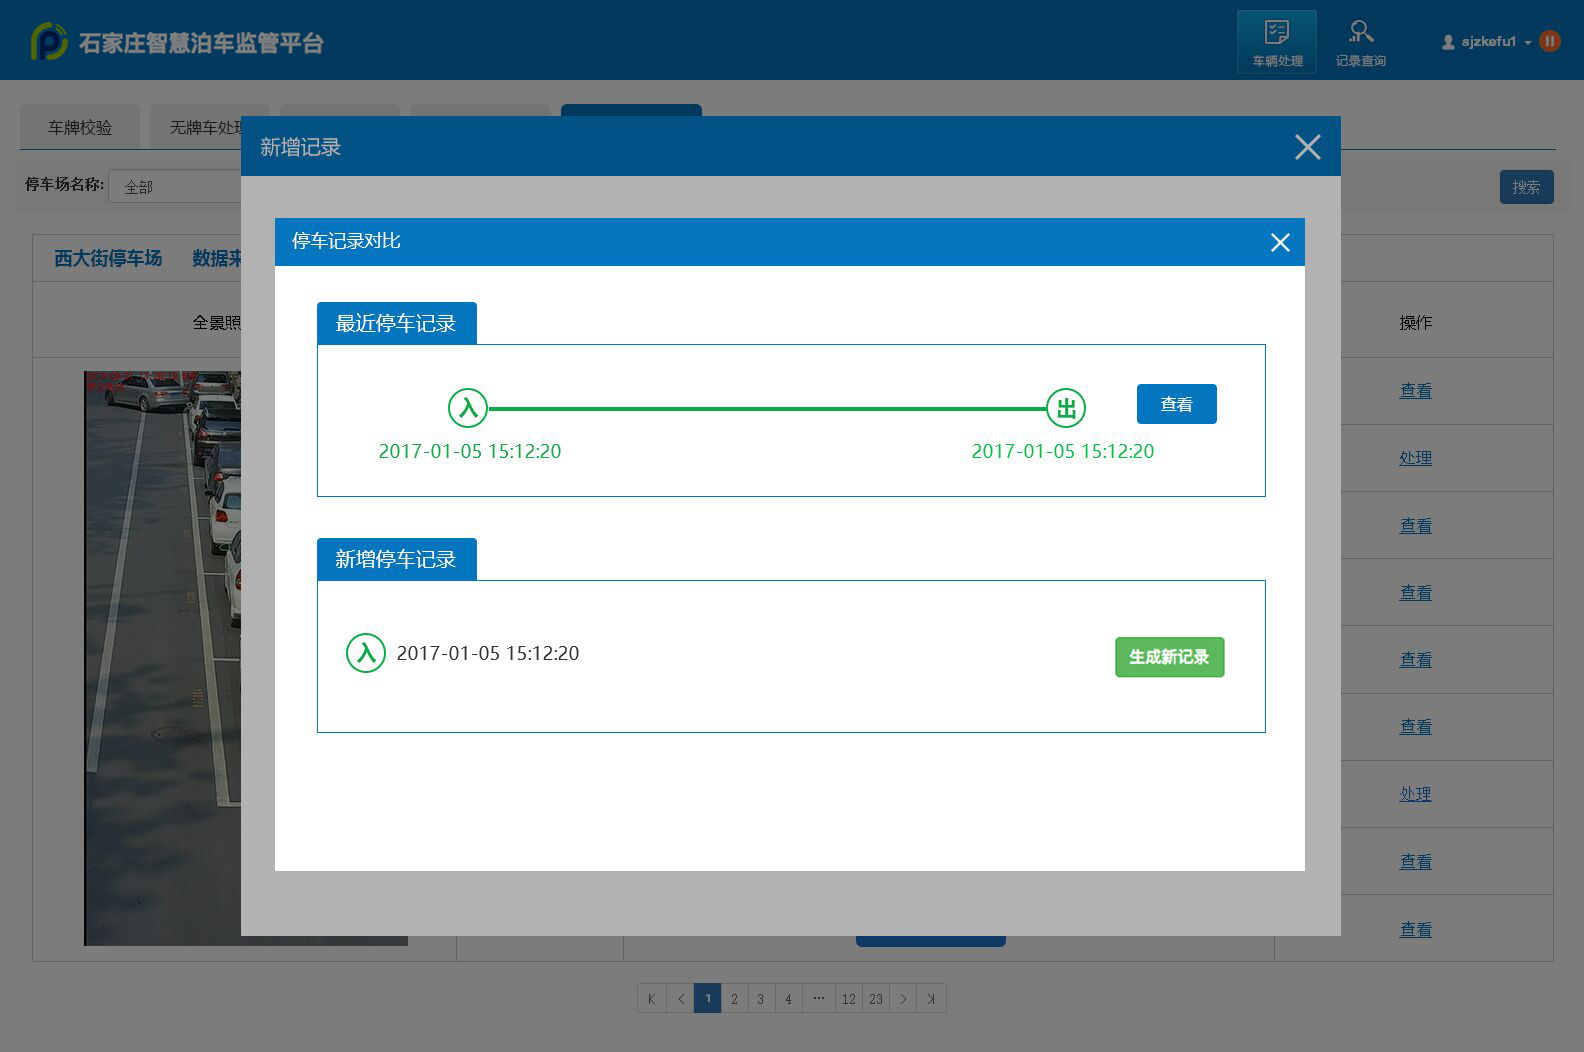 石家庄智慧泊车监管平台
车辆处理
记录查询
sjzkefu1
车牌校验
无牌车处理
停车场名称:
全部
搜索
新增记录
西大街停车场
数据来
停车记录对比
全景照
操作
最近停车记录
入
出
查看
2017-01-05 15:12:20
2017-01-05 15:12:20
新增停车记录
入 2017-01-05 15:12:20
生成新记录
查看
处理
查看
查看
查看
查看
处理
查看
查看
1 2 3 4 ··· 12 23